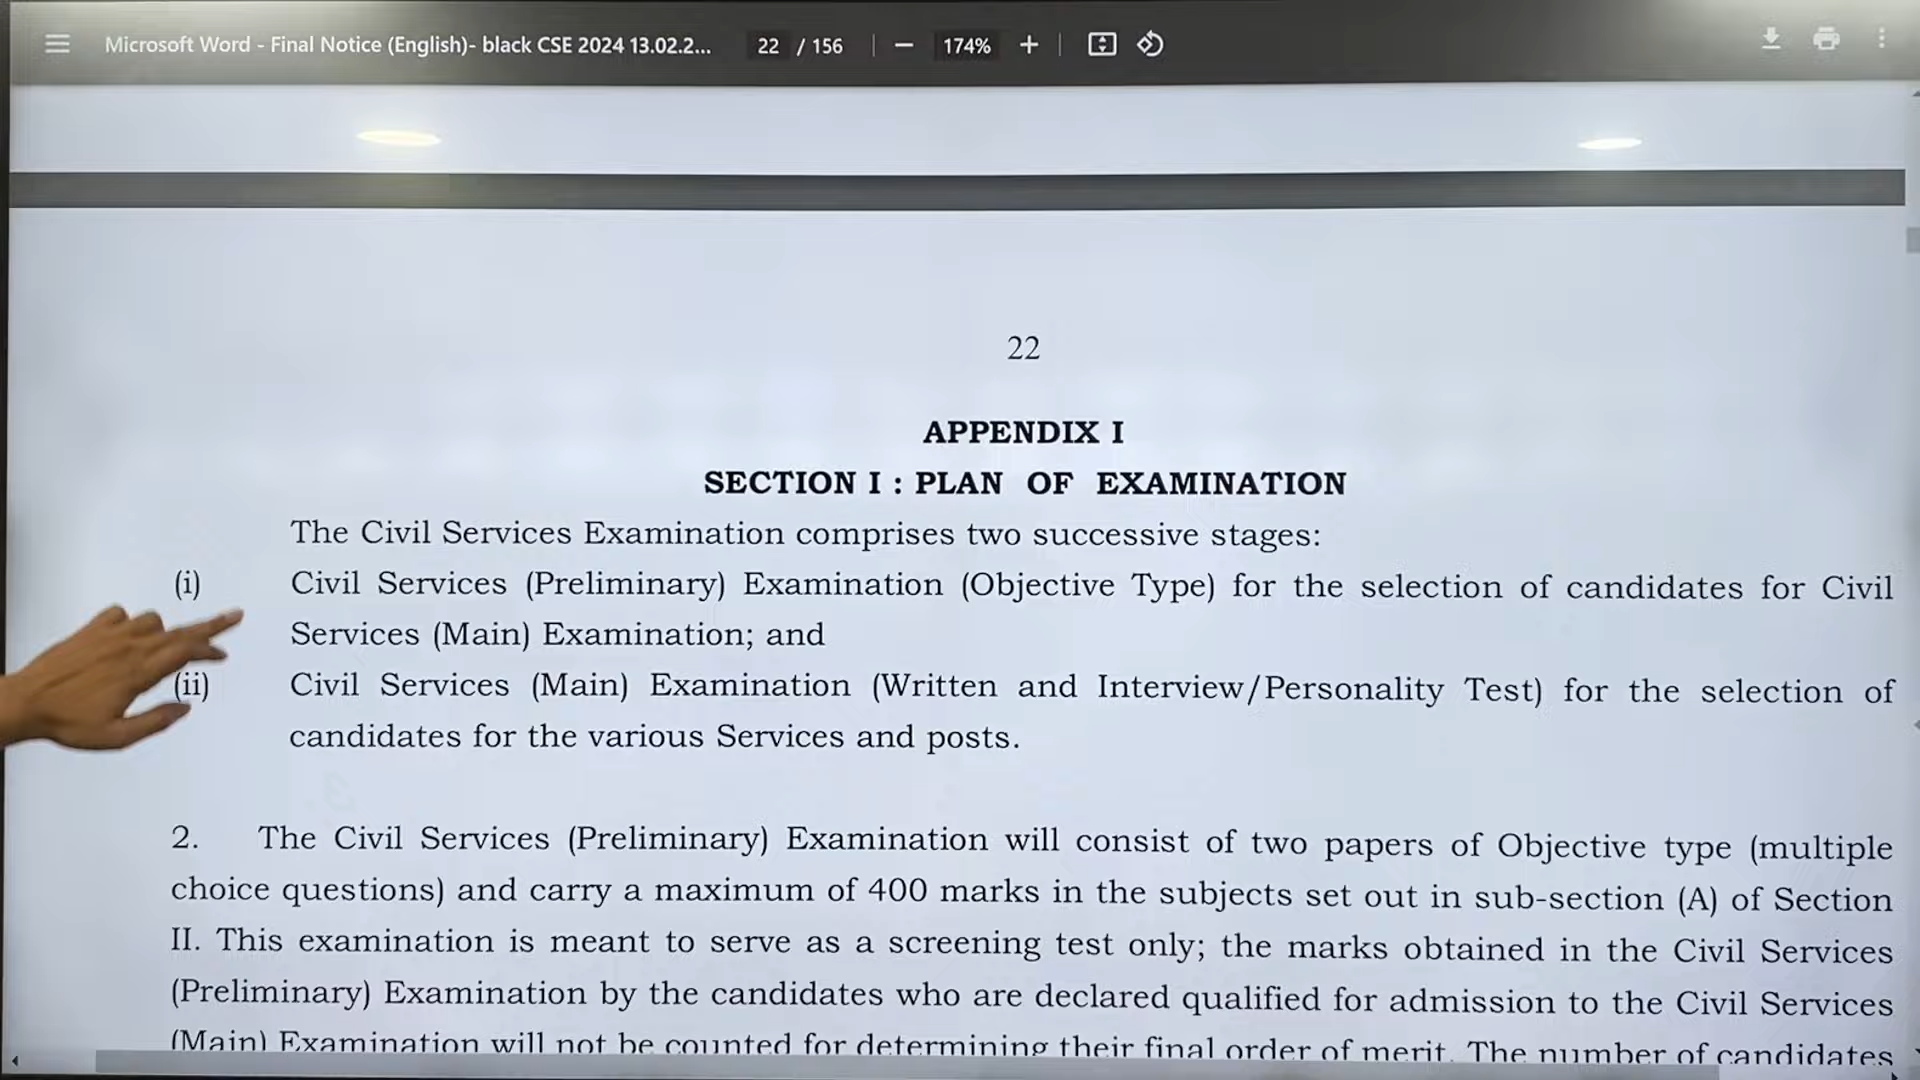 Microsoft Word - Final Notice (English)- black CSE 2024 13.02.2... 22 / 156 174%
22
APPENDIX I
SECTION I : PLAN OF EXAMINATION
The Civil Services Examination comprises two successive stages:
(i) Civil Services (Preliminary) Examination (Objective Type) for the selection of candidates for Civil
Services (Main) Examination; and
(ii) Civil Services (Main) Examination (Written and Interview/Personality Test) for the selection of
candidates for the various Services and posts.
2. The Civil Services (Preliminary) Examination will consist of two papers of Objective type (multiple
choice questions) and carry a maximum of 400 marks in the subjects set out in sub-section (A) of Section
II. This examination is meant to serve as a screening test only; the marks obtained in the Civil Services
(Preliminary) Examination by the candidates who are declared qualified for admission to the Civil Services
(Main) Examination will not be counted for determining their final order of merit. The number of candidates